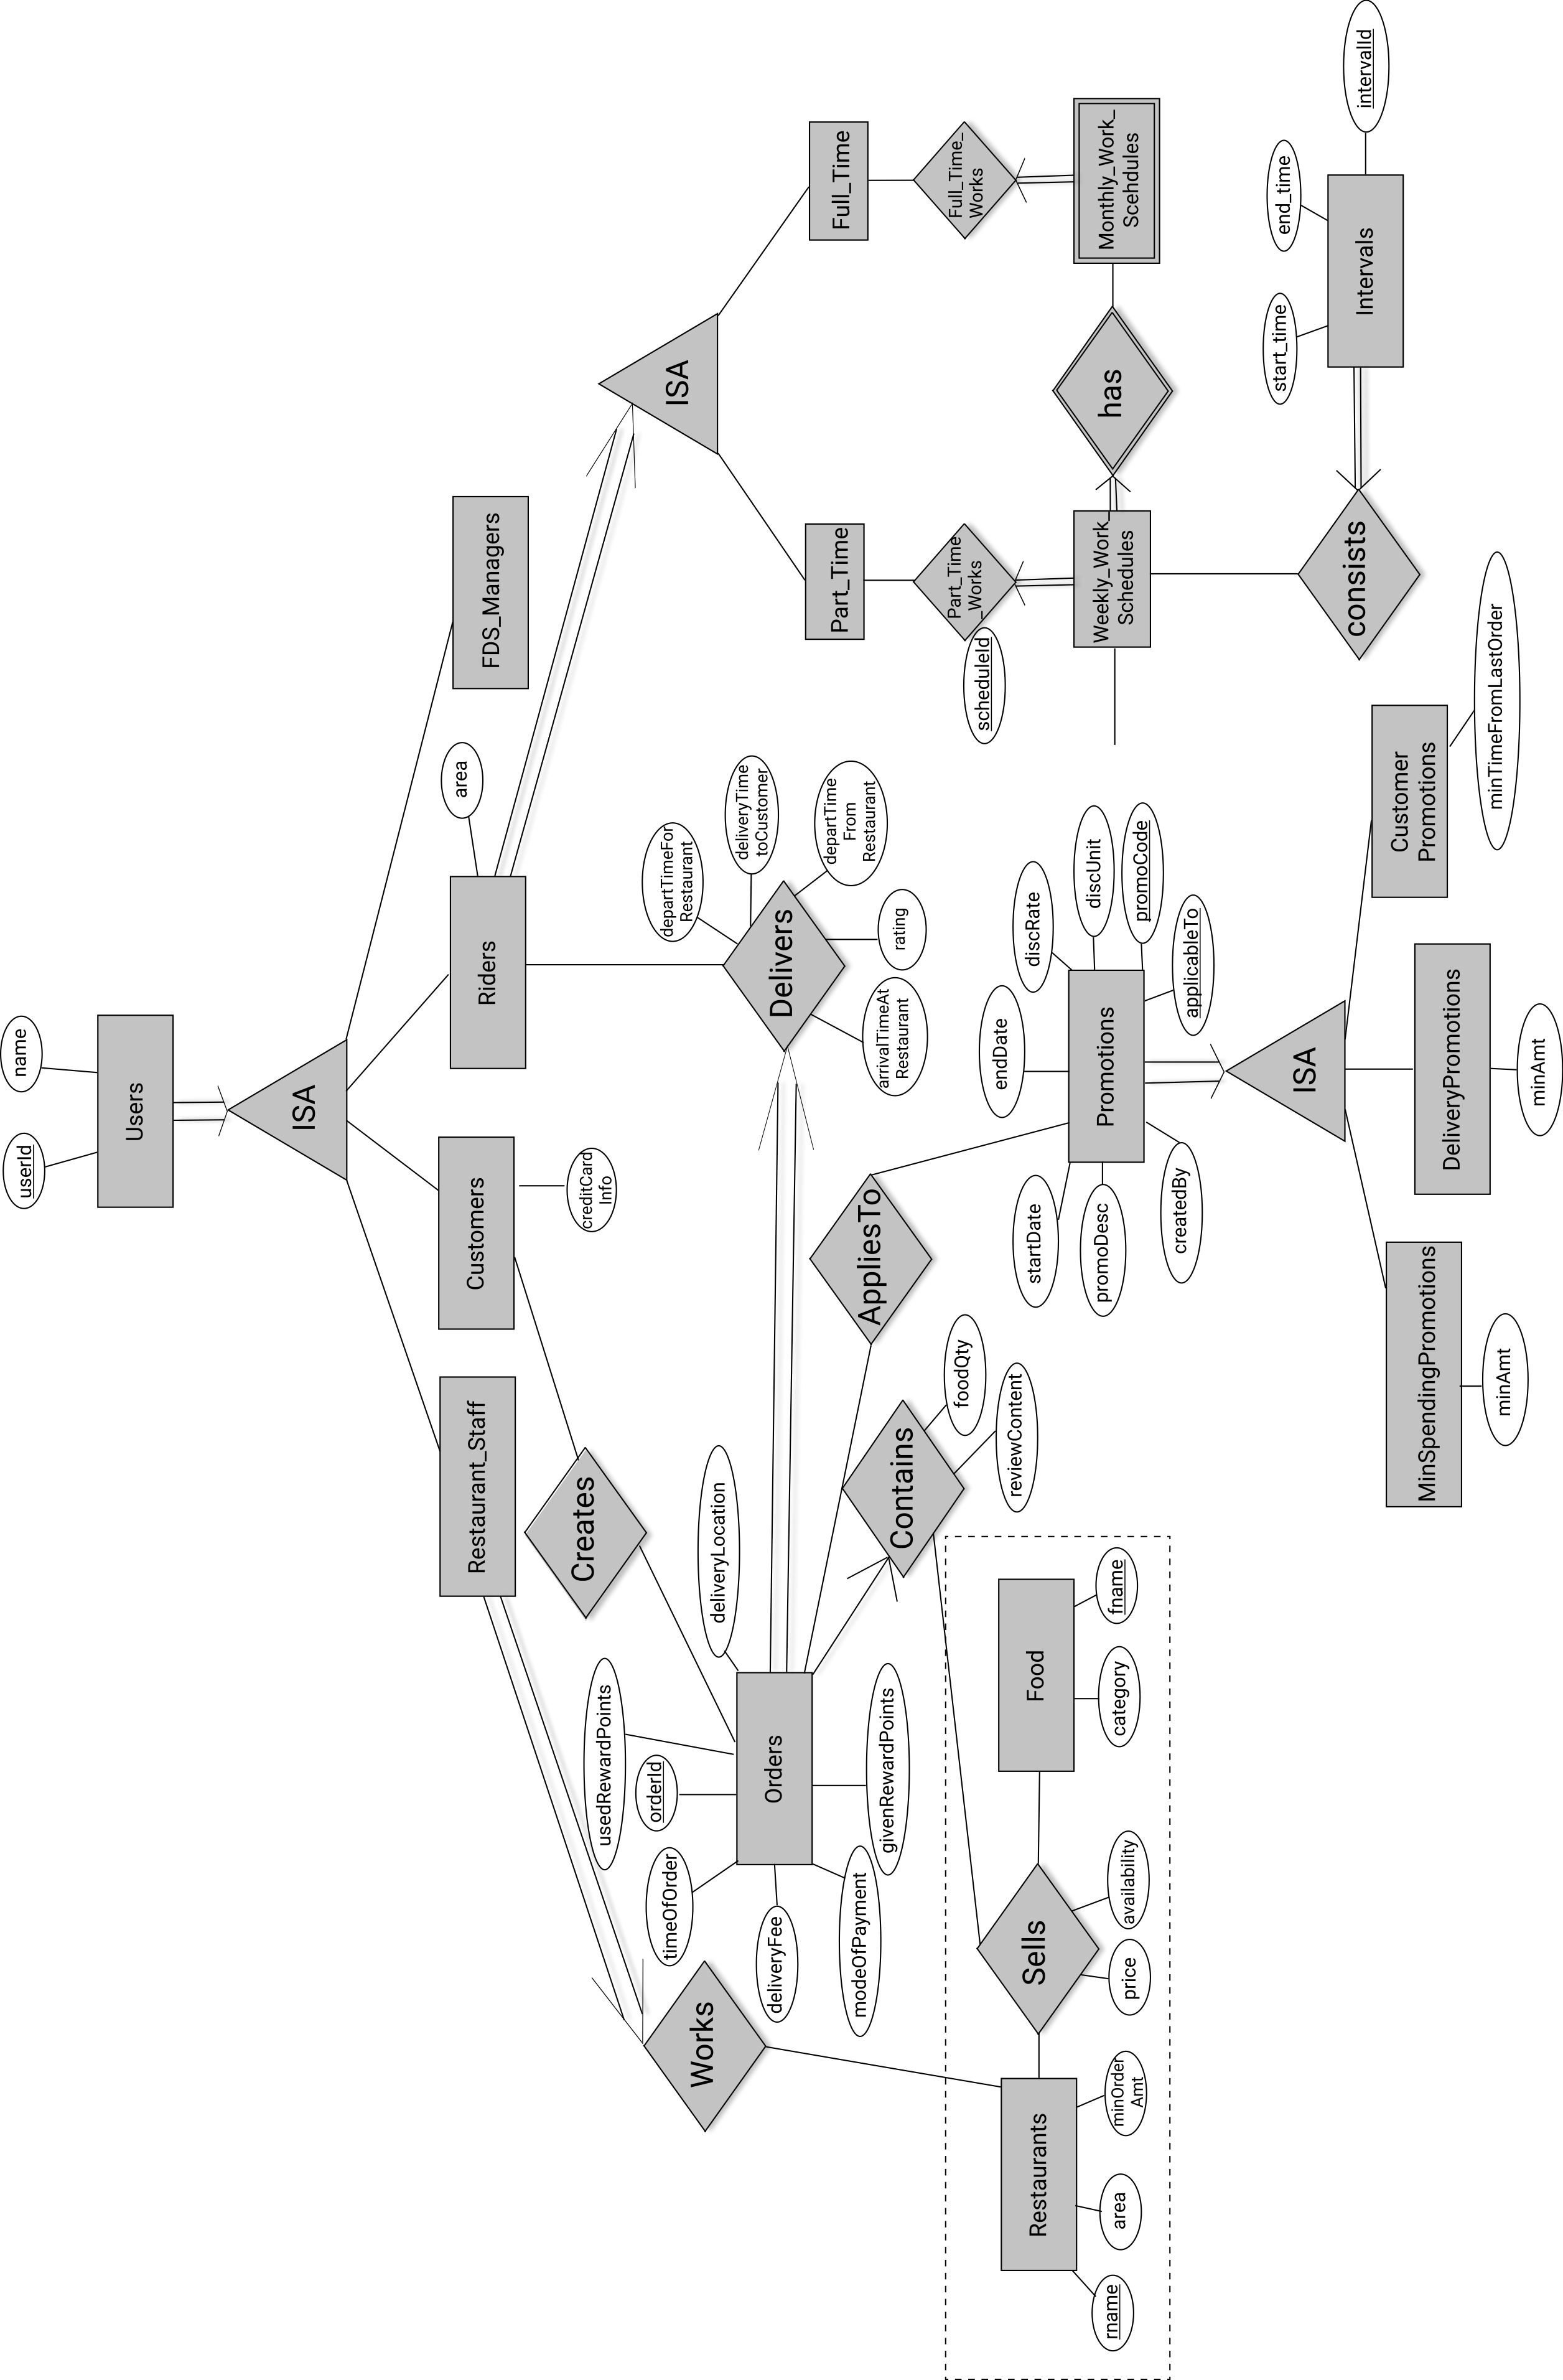 name
userId
Users
ISA
Restaurant_Staff
Customers
creditCard
Info
Riders
area
FDS_Managers
ISA
Part_Time
Full_Time
Part_Time
_Works
Full_Time_
Works
scheduleId
Weekly_Work_
Schedules
has
Monthly_Work_
Scehdules
consists
Intervals
start_time
end_time
intervalId
Creates
Works
Delivers
departTimeFor
Restaurant
deliveryTime
toCustomer
departTime
From
Restaurant
rating
arrivalTimeAt
Restaurant
Orders
deliveryLocation
usedRewardPoints
orderId
timeOfOrder
deliveryFee
modeOfPayment
givenRewardPoints
AppliesTo
Contains
foodQty
reviewContent
Promotions
endDate
discRate
discUnit
promoCode
applicableTo
startDate
promoDesc
createdBy
ISA
MinSpendingPromotions
minAmt
DeliveryPromotions
minAmt
Customer
Promotions
minTimeFromLastOrder
Restaurants
rname
area
minOrder
Amt
Sells
price
availability
Food
category
fname